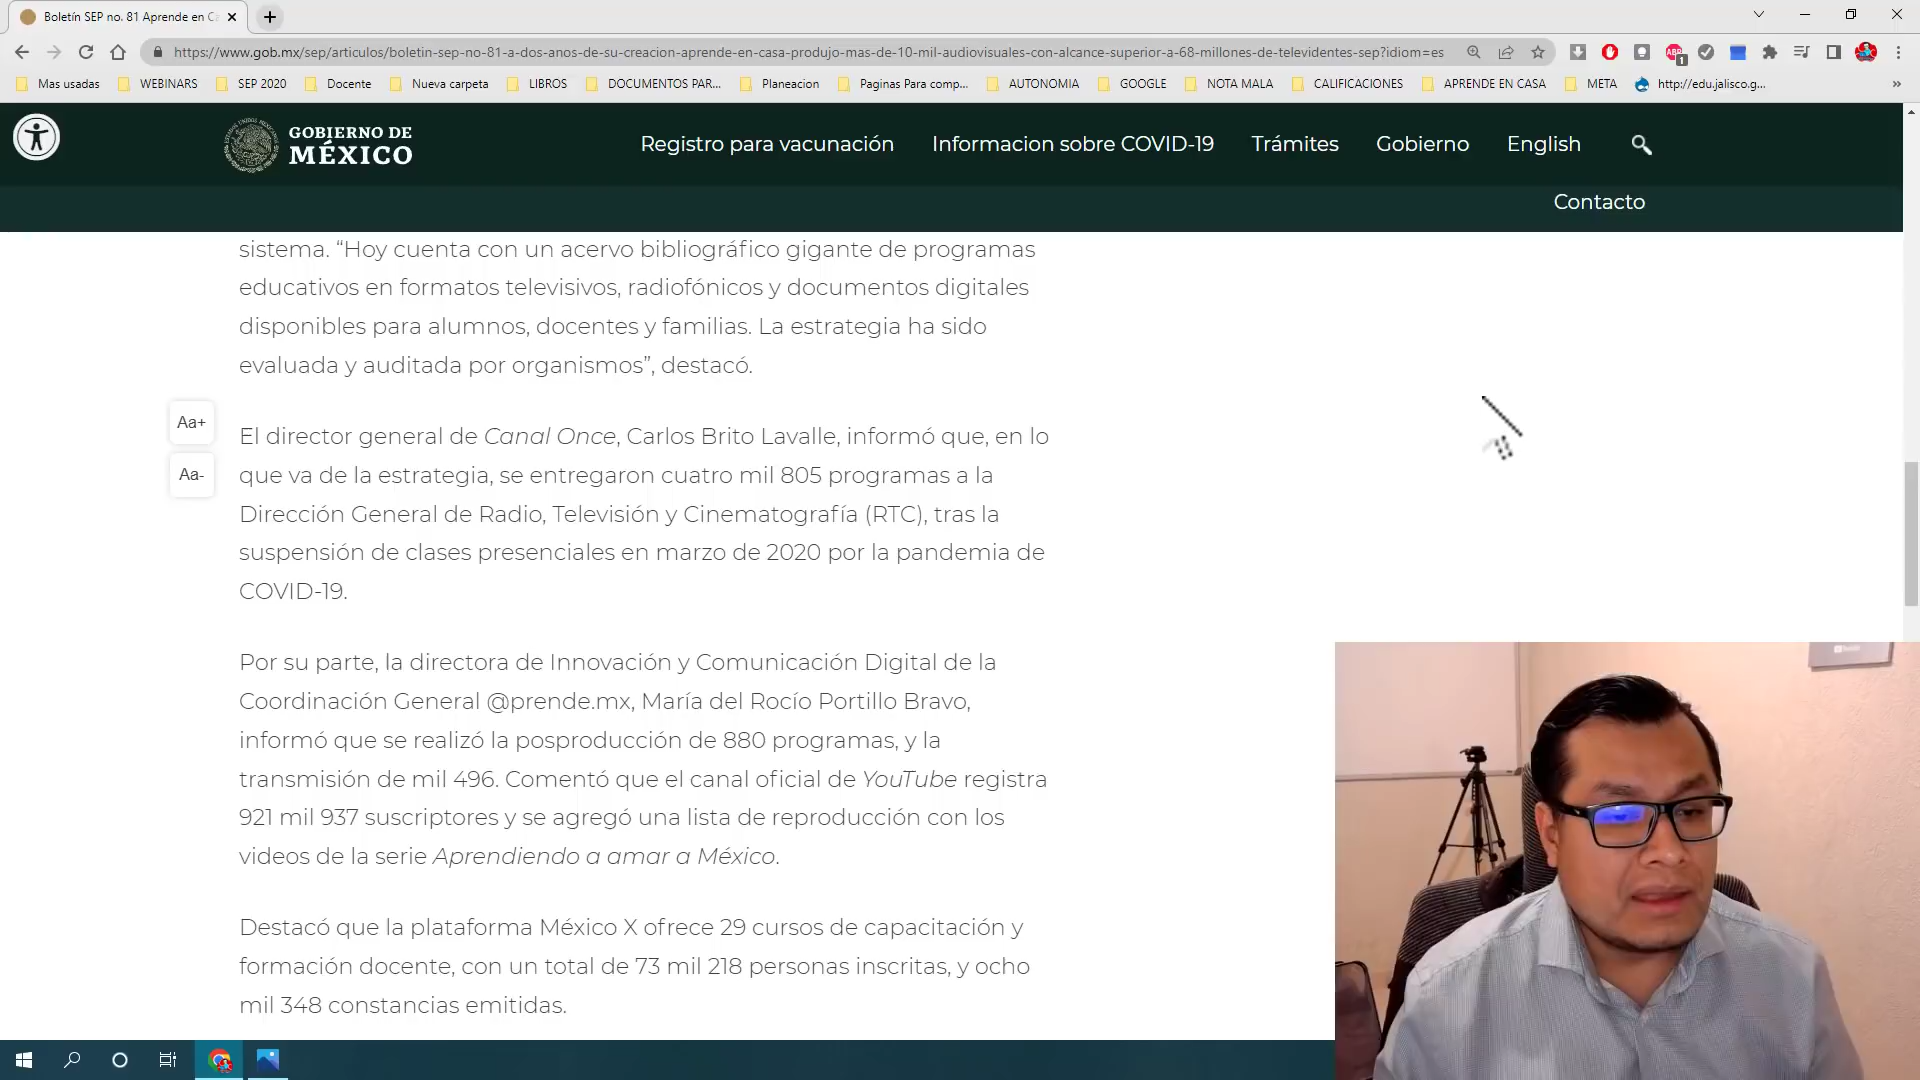 Boletín SEP no. 81 Aprende en C
https://www.gob.mx/sep/articulos/boletin-sep-no-81-a-dos-anos-de-su-creacion-aprende-en-casa-produjo-mas-de-10-mil-audiovisuales-con-alcance-superior-a-68-millones-de-televidentes-sep?idiom=es
ABP
1
Mas usadas
WEBINARS
SEP 2020
Docente
Nueva carpeta
LIBROS
DOCUMENTOS PAR...
Planeacion
Paginas Para comp...
AUTONOMIA
GOOGLE
NOTA MALA
CALIFICACIONES
APRENDE EN CASA
META
http://edu.jalisco.g...
»
GOBIERNO DE
MÉXICO
Registro para vacunación
Informacion sobre COVID-19
Trámites
Gobierno
English
Contacto
sistema. “Hoy cuenta con un acervo bibliográfico gigante de programas
educativos en formatos televisivos, radiofónicos y documentos digitales
disponibles para alumnos, docentes y familias. La estrategia ha sido
evaluada y auditada por organismos”, destacó.
Aa+
Aa-
El director general de Canal Once, Carlos Brito Lavalle, informó que, en lo
que va de la estrategia, se entregaron cuatro mil 805 programas a la
Dirección General de Radio, Televisión y Cinematografía (RTC), tras la
suspensión de clases presenciales en marzo de 2020 por la pandemia de
COVID-19.
Por su parte, la directora de Innovación y Comunicación Digital de la
Coordinación General @prende.mx, María del Rocío Portillo Bravo,
informó que se realizó la posproducción de 880 programas, y la
transmisión de mil 496. Comentó que el canal oficial de YouTube registra
921 mil 937 suscriptores y se agregó una lista de reproducción con los
videos de la serie Aprendiendo a amar a México.
Destacó que la plataforma México X ofrece 29 cursos de capacitación y
formación docente, con un total de 73 mil 218 personas inscritas, y ocho
mil 348 constancias emitidas.